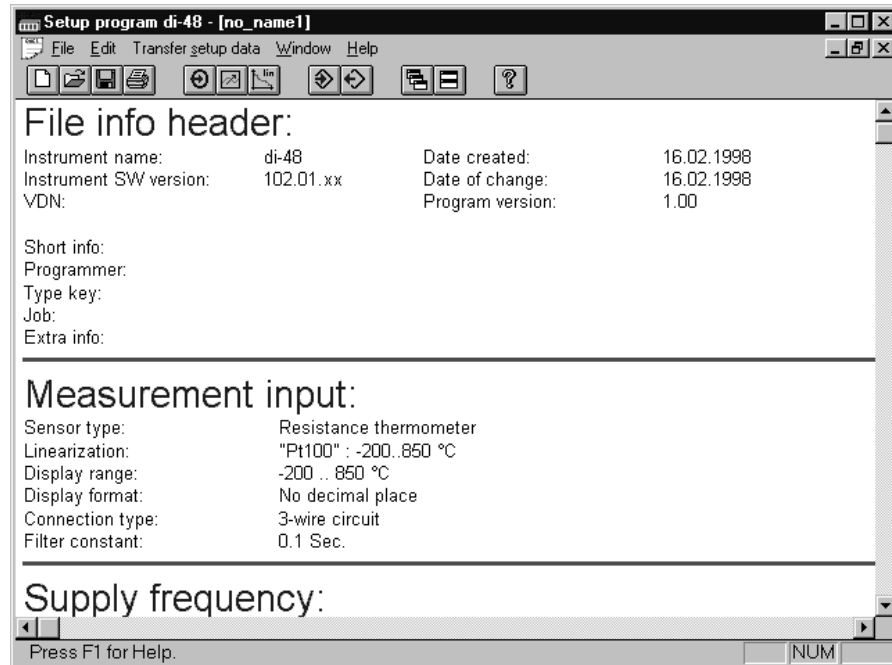 Setup program di-48 - [no_name1]
File Edit Transfer setup data Window Help
lin
File info header:
Instrument name: di-48 Date created: 16.02.1998
Instrument SW version: 102.01.xx Date of change: 16.02.1998
VDN: Program version: 1.00
Short info:
Programmer:
Type key:
Job:
Extra info:
Measurement input:
Sensor type: Resistance thermometer
Linearization: "Pt100" : -200..850 °C
Display range: -200 .. 850 °C
Display format: No decimal place
Connection type: 3-wire circuit
Filter constant: 0.1 Sec.
Supply frequency:
Press F1 for Help. NUM